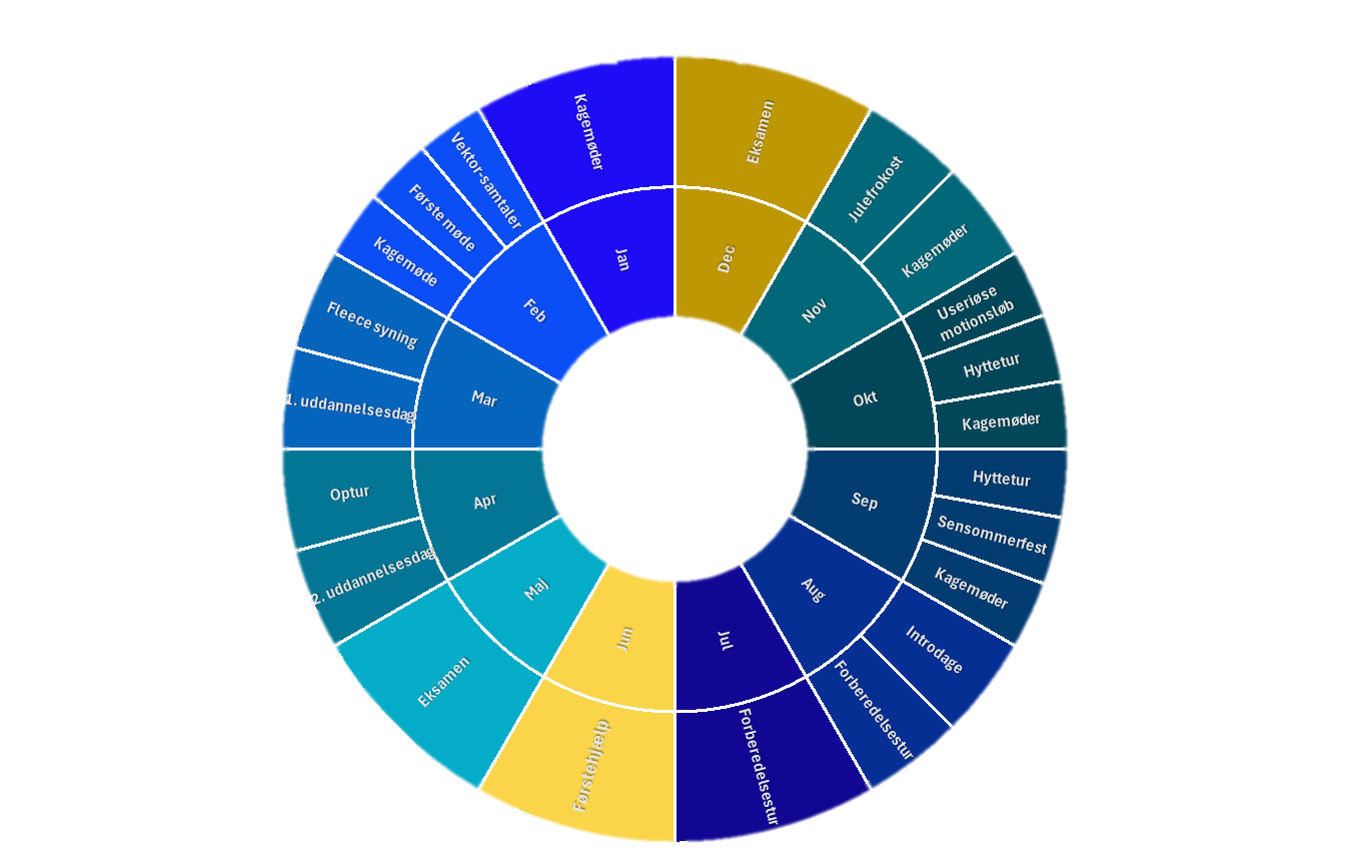 Jan
Kagemøder
Feb
Vektor-samtaler
Første møde
Kagemøde
Mar
Fleece syning
1. uddannelsesdag
Apr
Optur
2. uddannelsesdag
Maj
Eksamen
Jun
Førstehjælp
Jul
Forberedelsestur
Aug
Forberedelsestur
Introdage
Sep
Kagemøder
Sensommerfest
Hyttetur
Okt
Kagemøder
Hyttetur
Useriøse
motionsløb
Nov
Kagemøder
Julefrokost
Dec
Eksamen